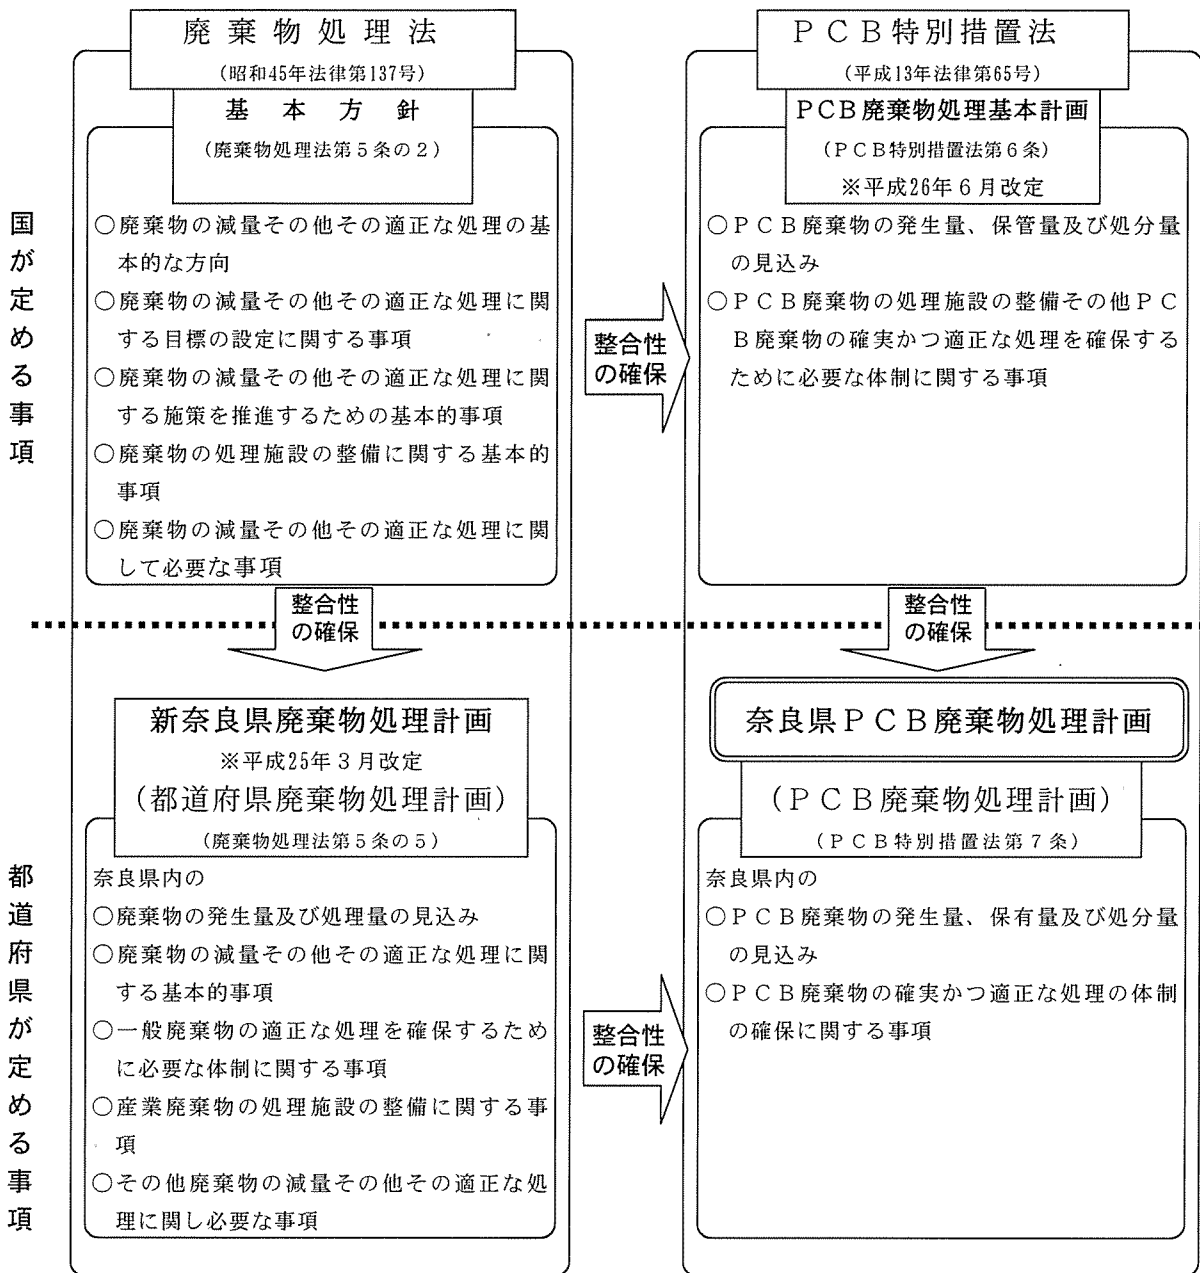 廃棄物処理法
(昭和45年法律第137号)
基本方針
(廃棄物処理法第5条の2)
国が定める事項
○廃棄物の減量その他その適正な処理の基
本的な方向
○廃棄物の減量その他その適正な処理に関
する目標の設定に関する事項
○廃棄物の減量その他その適正な処理に関
する施策を推進するための基本的事項
○廃棄物の処理施設の整備に関する基本的
事項
○廃棄物の減量その他その適正な処理に関
して必要な事項
整合性
の確保
PCB特別措置法
(平成13年法律第65号)
PCB廃棄物処理基本計画
(PCB特別措置法第6条)
※平成26年6月改定
○PCB廃棄物の発生量、保管量及び処分量
の見込み
○PCB廃棄物の処理施設の整備その他PC
B廃棄物の確実かつ適正な処理を確保する
ために必要な体制に関する事項
整合性
の確保
整合性
の確保
都道府県が定める事項
新奈良県廃棄物処理計画
※平成25年3月改定
(都道府県廃棄物処理計画)
(廃棄物処理法第5条の5)
奈良県内の
○廃棄物の発生量及び処理量の見込み
○廃棄物の減量その他その適正な処理に関
する基本的事項
○一般廃棄物の適正な処理を確保するため
に必要な体制に関する事項
○産業廃棄物の処理施設の整備に関する事
項
○その他廃棄物の減量その他その適正な処
理に関し必要な事項
整合性
の確保
奈良県PCB廃棄物処理計画
(PCB廃棄物処理計画)
(PCB特別措置法第7条)
奈良県内の
○PCB廃棄物の発生量、保有量及び処分量
の見込み
○PCB廃棄物の確実かつ適正な処理の体制
の確保に関する事項